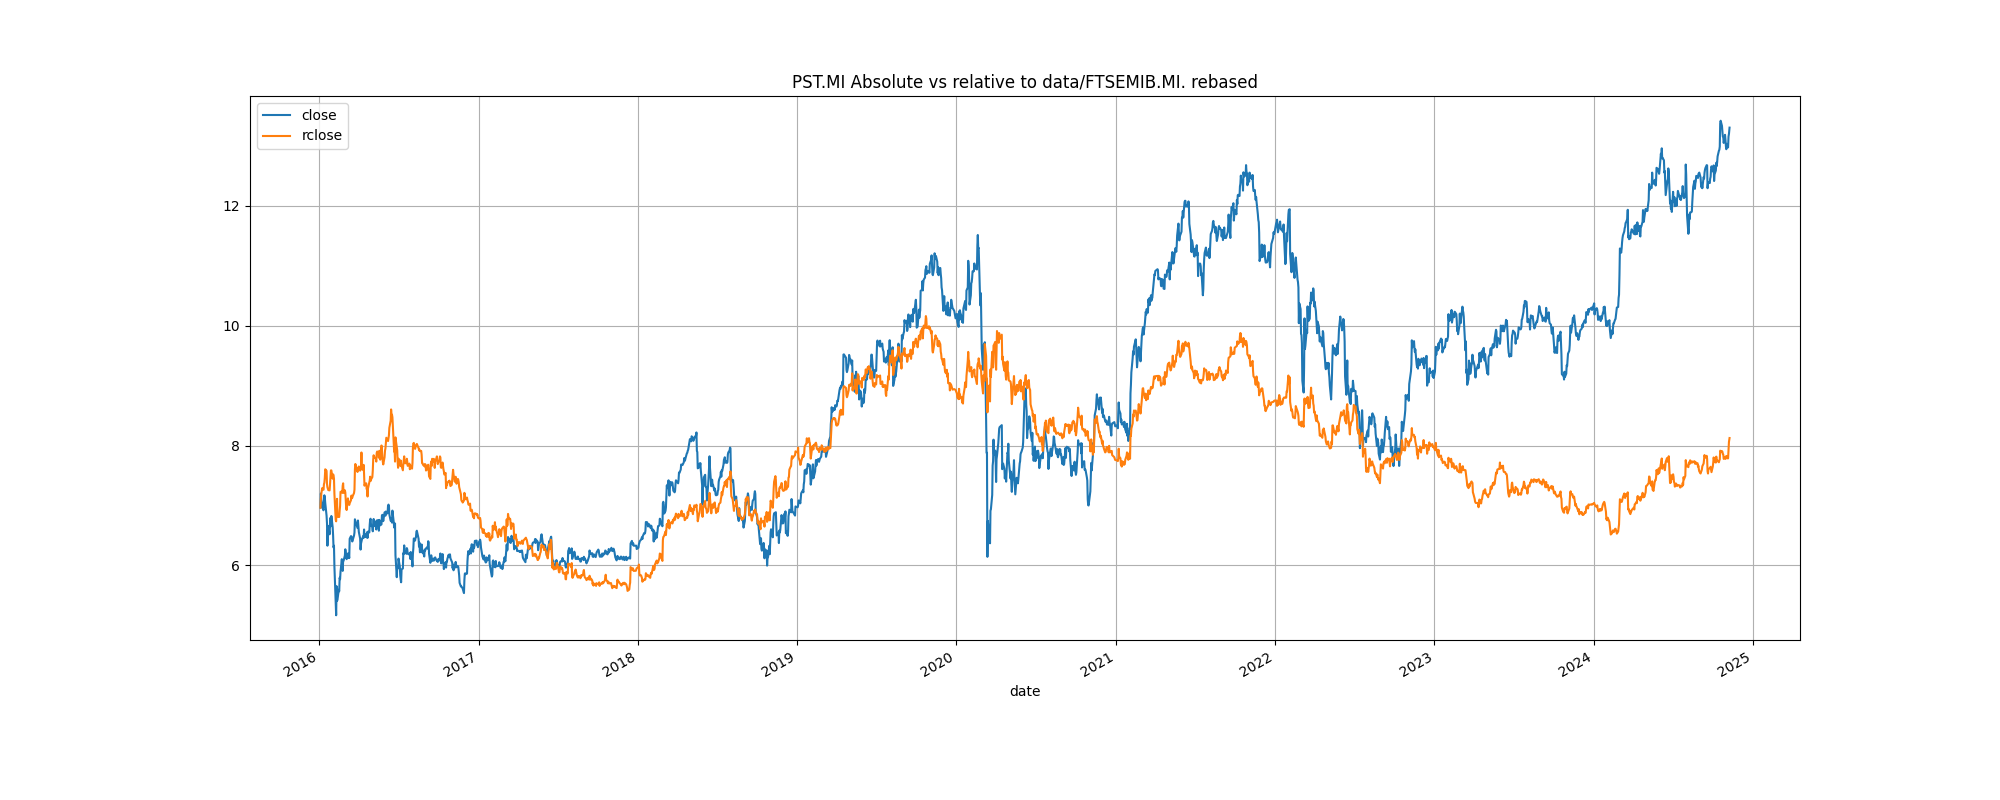 PST.MI Absolute vs relative to data/FTSEMIB.MI. rebased
close
rclose
12
10
8
6
2016 2017 2018 2019 2020 2021 2022 2023 2024 2025
date